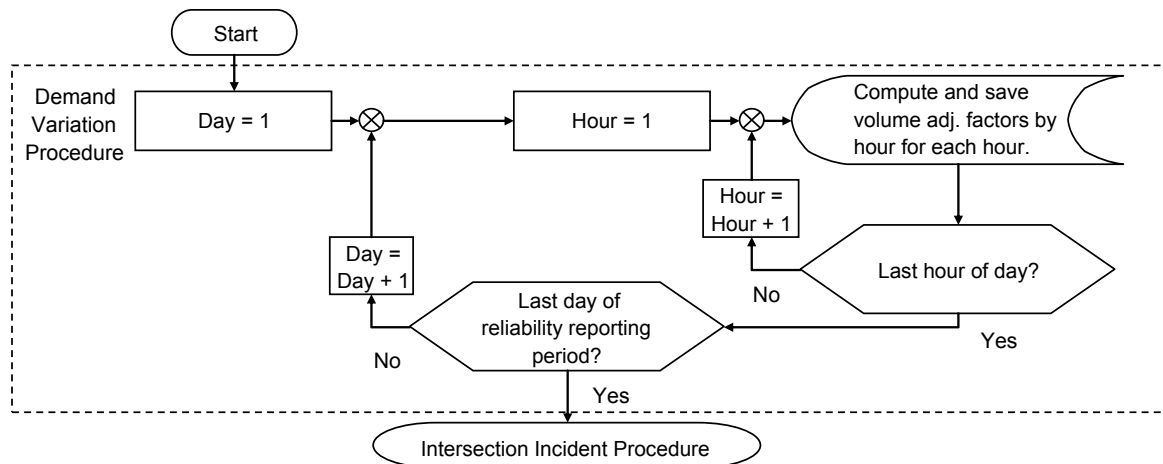 Start
Demand
Variation
Procedure
Day = 1
Hour = 1
Compute and save
volume adj. factors by
hour for each hour.
Hour =
Hour + 1
Day =
Day + 1
Last hour of day?
No
Last day of
reliability reporting
period?
Yes
No
Yes
Intersection Incident Procedure